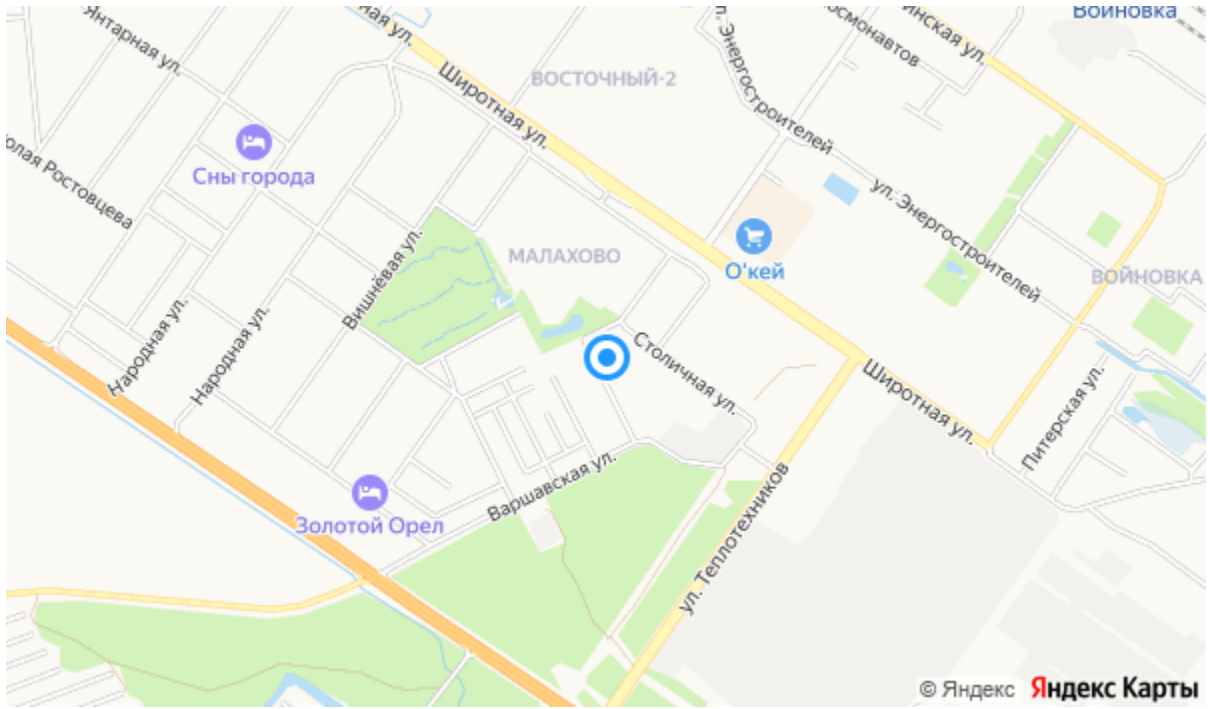 Войновка
Янтарная ул.
ная ул.
Космонавтов
инская ул.
л. Энергостроителей
Широтная ул.
ВОСТОЧНЫЙ-2
олая Ростовцева
Сны города
ул. Энергостроителей
МАЛАХОВО
О'кей
ВОЙНОВКА
Вишнёвая ул.
Народная ул.
Народная ул.
Столичная ул.
Широтная ул.
Питерская ул.
Варшавская ул.
Золотой Орел
ул. Теплотехников
© Яндекс Яндекс Карты